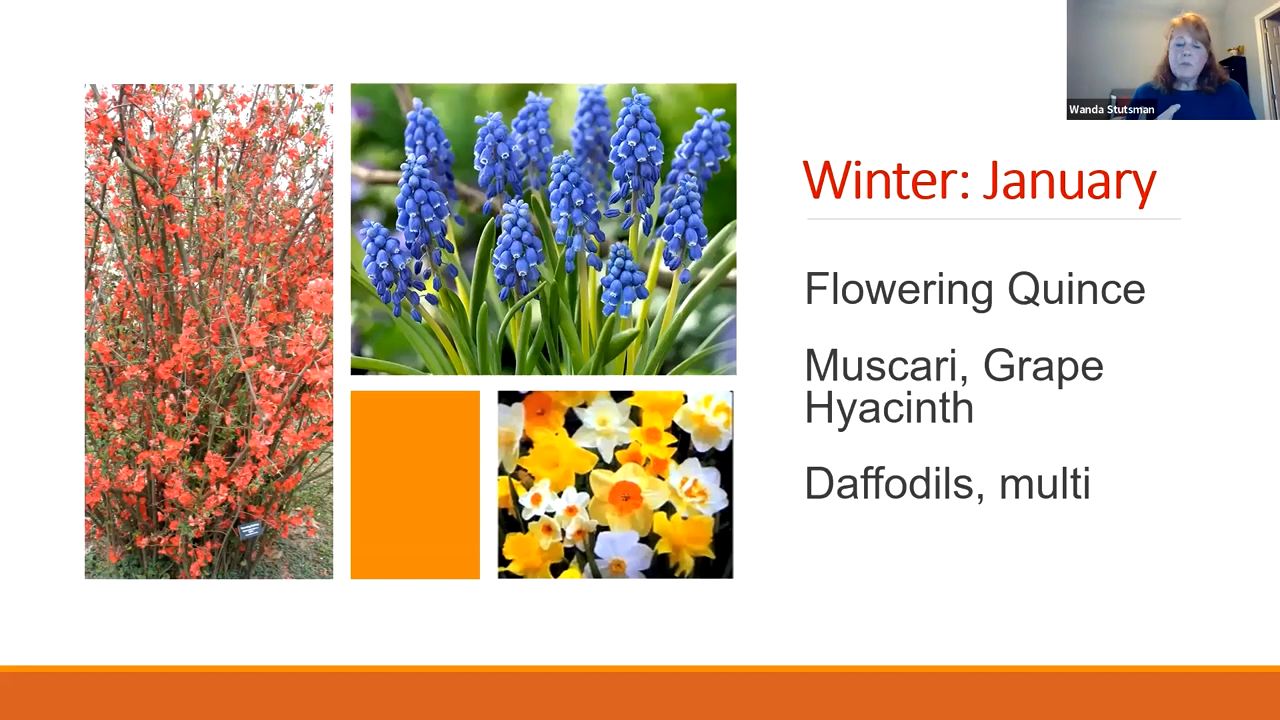 Wanda Stutsman
Winter: January
Flowering Quince
Muscari, Grape
Hyacinth
Daffodils, multi